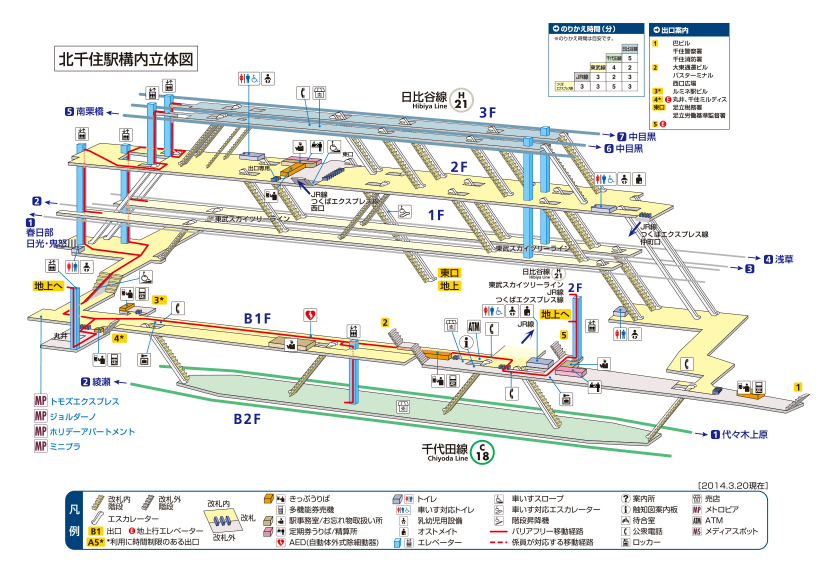 北千住駅構内立体図
のりかえ時間(分)
※のりかえ時間は目安です。
日比谷線
千代田線 5
東武線 4 2
JR線 3 2 3
つくばエクスプレス線 3 3 5 3
出口案内
1 巴ビル
千住警察署
千住消防署
2 大東通運ビル
バスターミナル
西口広場
3* ルミネ駅ビル
4* E 丸井、千住ミルディス
東口 足立税務署
足立労働基準監督署
5 E
日比谷線 H 21
Hibiya Line
3F
5 南栗橋
7 中目黒
6 中目黒
出口専用
東口
2F
JR線
つくばエクスプレス線
西口
1F
東武スカイツリーライン
東武スカイツリーライン
JR線
つくばエクスプレス線
仲町口
2
1
春日部
日光・鬼怒川
4 浅草
3
東口
地上
日比谷線 H 21
東武スカイツリーライン
JR線
つくばエクスプレス線
2F
地上へ
地上へ
3*
B1F
2
ATM
JR線
5
丸井
4*
1
2 綾瀬
MP トモズエクスプレス
MP ジョルダーノ
MP ホリデーアパートメント
MP ミニプラ
B2F
千代田線 C 18
Chiyoda Line
1 代々木上原
[2014.3.20現在]
凡例
改札内階段
改札外階段
エスカレーター
B1 出口 E 地上行エレベーター
A5* *利用に時間制限のある出口
改札内
改札
改札外
きっぷうりば
多機能券売機
駅事務室/お忘れ物取扱い所
定期券うりば/精算所
AED(自動体外式除細動器)
トイレ
車いす対応トイレ
乳幼児用設備
オストメイト
エレベーター
車いすスロープ
車いす対応エスカレーター
階段昇降機
バリアフリー移動経路
係員が対応する移動経路
? 案内所
触知図案内板
待合室
公衆電話
ロッカー
売店
MP メトロピア
ATM ATM
MS メディアスポット